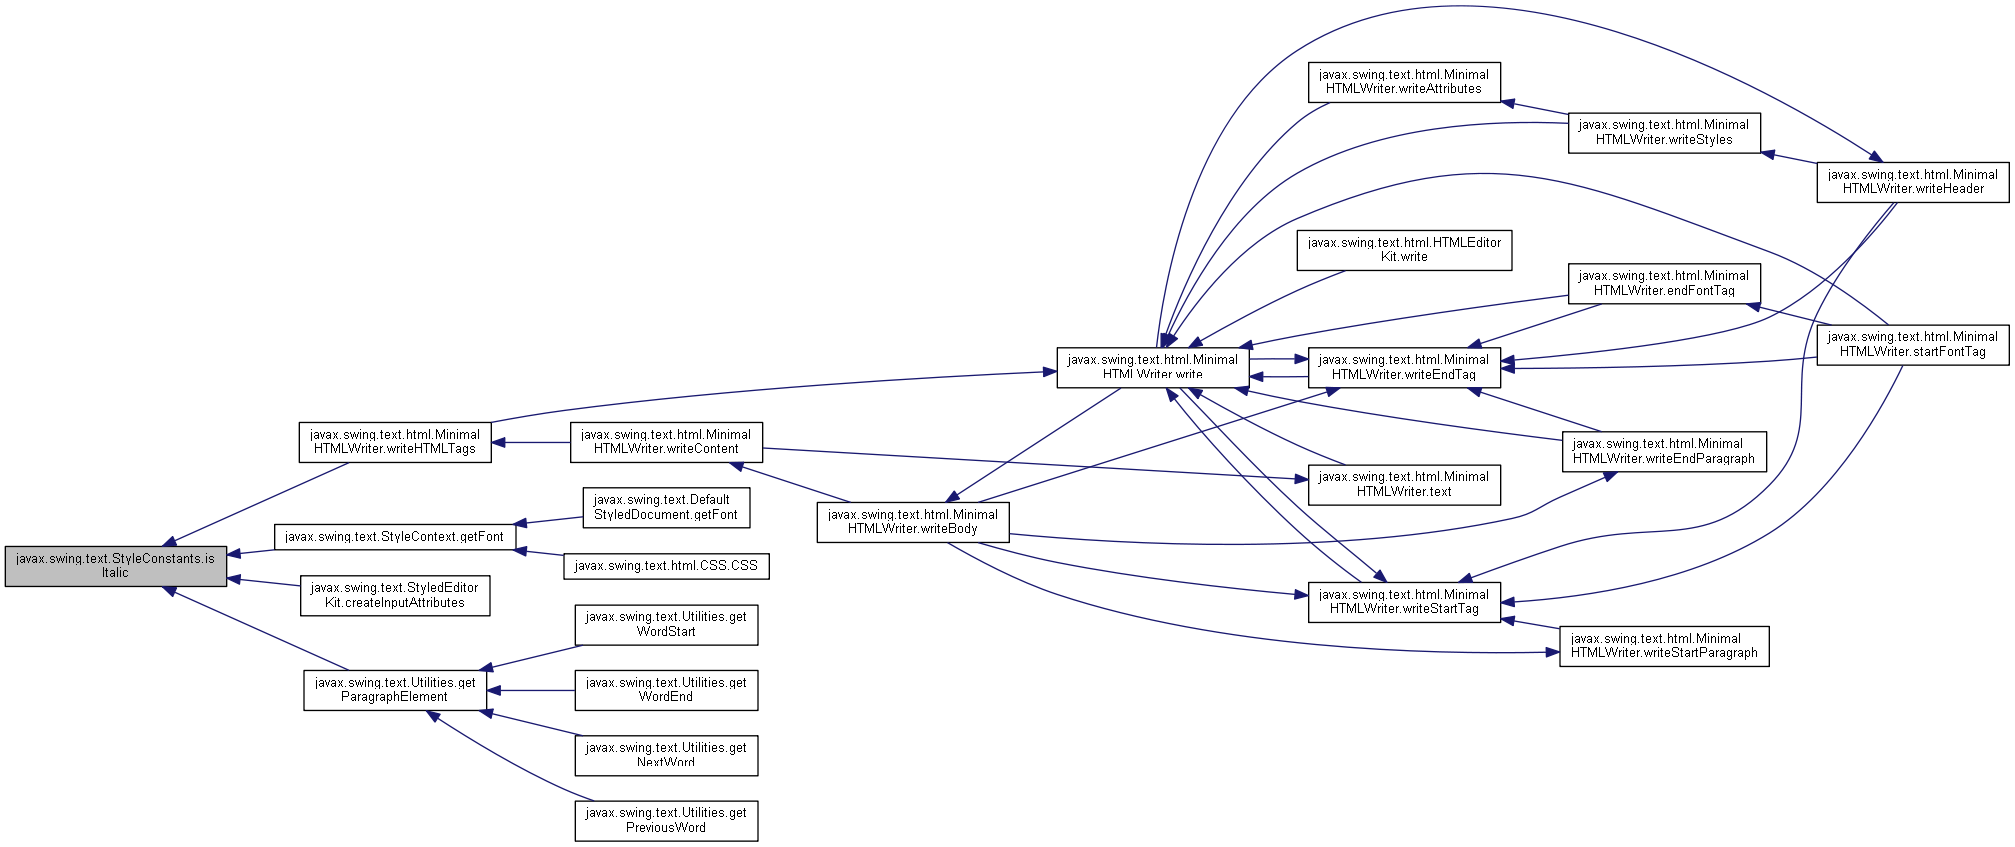 javax.swing.text.StyleConstants.is
Italic
javax.swing.text.html.Minimal
HTMLWriter.writeHTMLTags
javax.swing.text.StyleContext.getFont
javax.swing.text.StyledEditor
Kit.createInputAttributes
javax.swing.text.Utilities.get
ParagraphElement
javax.swing.text.html.Minimal
HTMLWriter.writeContent
javax.swing.text.Default
StyledDocument.getFont
javax.swing.text.html.CSS.CSS
javax.swing.text.Utilities.get
WordStart
javax.swing.text.Utilities.get
WordEnd
javax.swing.text.Utilities.get
NextWord
javax.swing.text.Utilities.get
PreviousWord
javax.swing.text.html.Minimal
HTMLWriter.writeBody
javax.swing.text.html.Minimal
HTMLWriter.write
javax.swing.text.html.Minimal
HTMLWriter.writeAttributes
javax.swing.text.html.HTMLEditor
Kit.write
javax.swing.text.html.Minimal
HTMLWriter.writeEndTag
javax.swing.text.html.Minimal
HTMLWriter.text
javax.swing.text.html.Minimal
HTMLWriter.writeStartTag
javax.swing.text.html.Minimal
HTMLWriter.writeStyles
javax.swing.text.html.Minimal
HTMLWriter.endFontTag
javax.swing.text.html.Minimal
HTMLWriter.writeEndParagraph
javax.swing.text.html.Minimal
HTMLWriter.writeStartParagraph
javax.swing.text.html.Minimal
HTMLWriter.writeHeader
javax.swing.text.html.Minimal
HTMLWriter.startFontTag